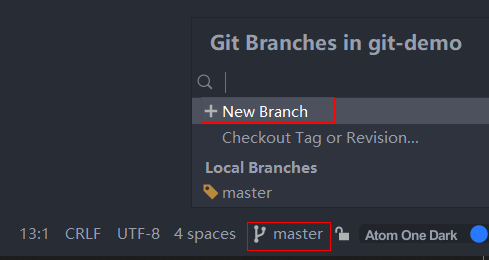 Git Branches in git-demo
New Branch
Checkout Tag or Revision...
Local Branches
master
13:1 CRLF UTF-8 4 spaces master Atom One Dark